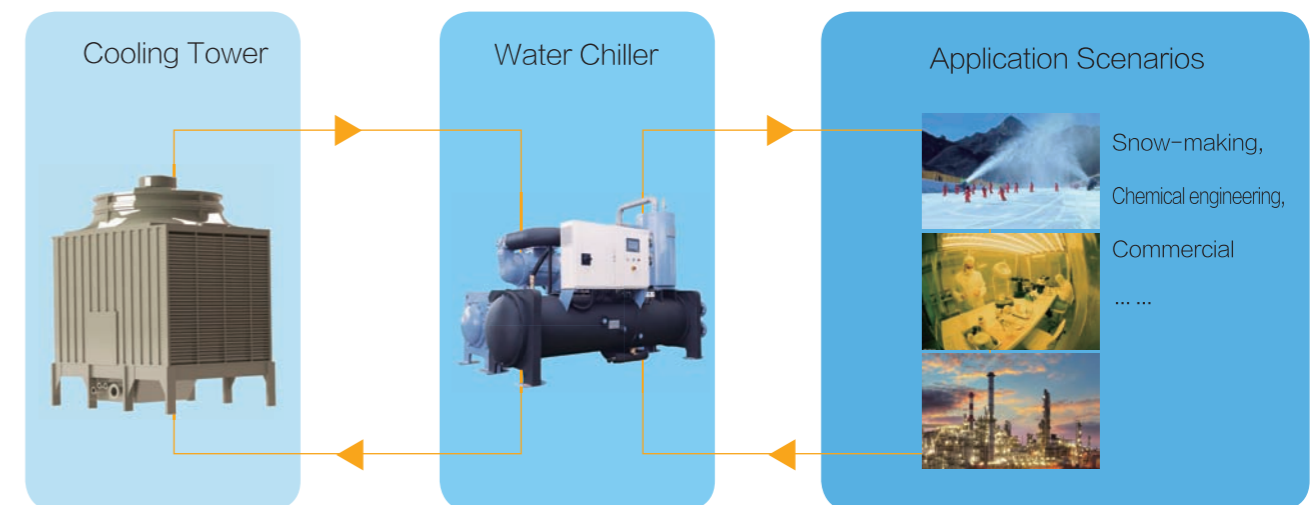 Cooling Tower
Water Chiller
Application Scenarios
Snow-making,
Chemical engineering,
Commercial
... ...